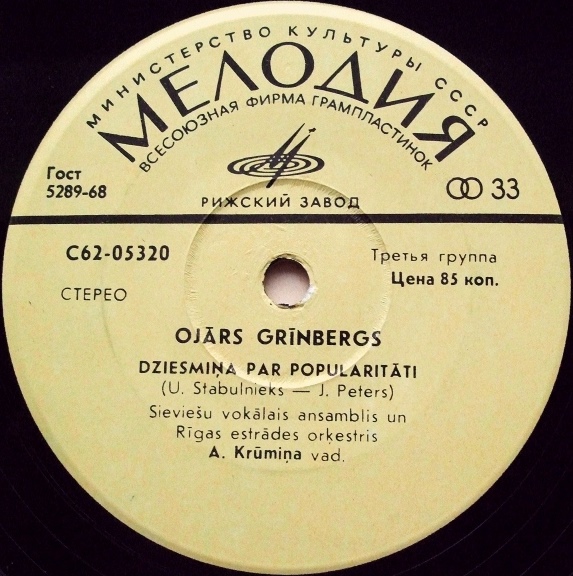 МИНИСТЕРСТВО КУЛЬТУРЫ СССР
МЕЛОДИЯ
ВСЕСОЮЗНАЯ ФИРМА ГРАМПЛАСТИНОК
Гост
5289-68
33
РИЖСКИЙ ЗАВОД
С62-05320
Третья группа
Цена 85 коп.
СТЕРЕО
OJĀRS GRĪNBERGS
DZIESMIŅA PAR POPULARITĀTI
(U. Stabulnieks — J. Peters)
Sieviešu vokālais ansamblis un
Rīgas estrādes orķestris
A. Krūmiņa vad.